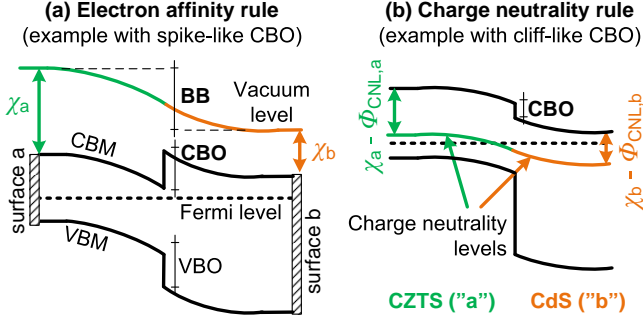 (a) Electron affinity rule
(example with spike-like CBO)
BB
Vacuum level
χa
CBM
CBO
χb
surface a
Fermi level
surface b
VBM
VBO
(b) Charge neutrality rule
(example with cliff-like CBO)
χa - ΦCNL,a
CBO
χb - ΦCNL,b
Charge neutrality
levels
CZTS ("a")
CdS ("b")